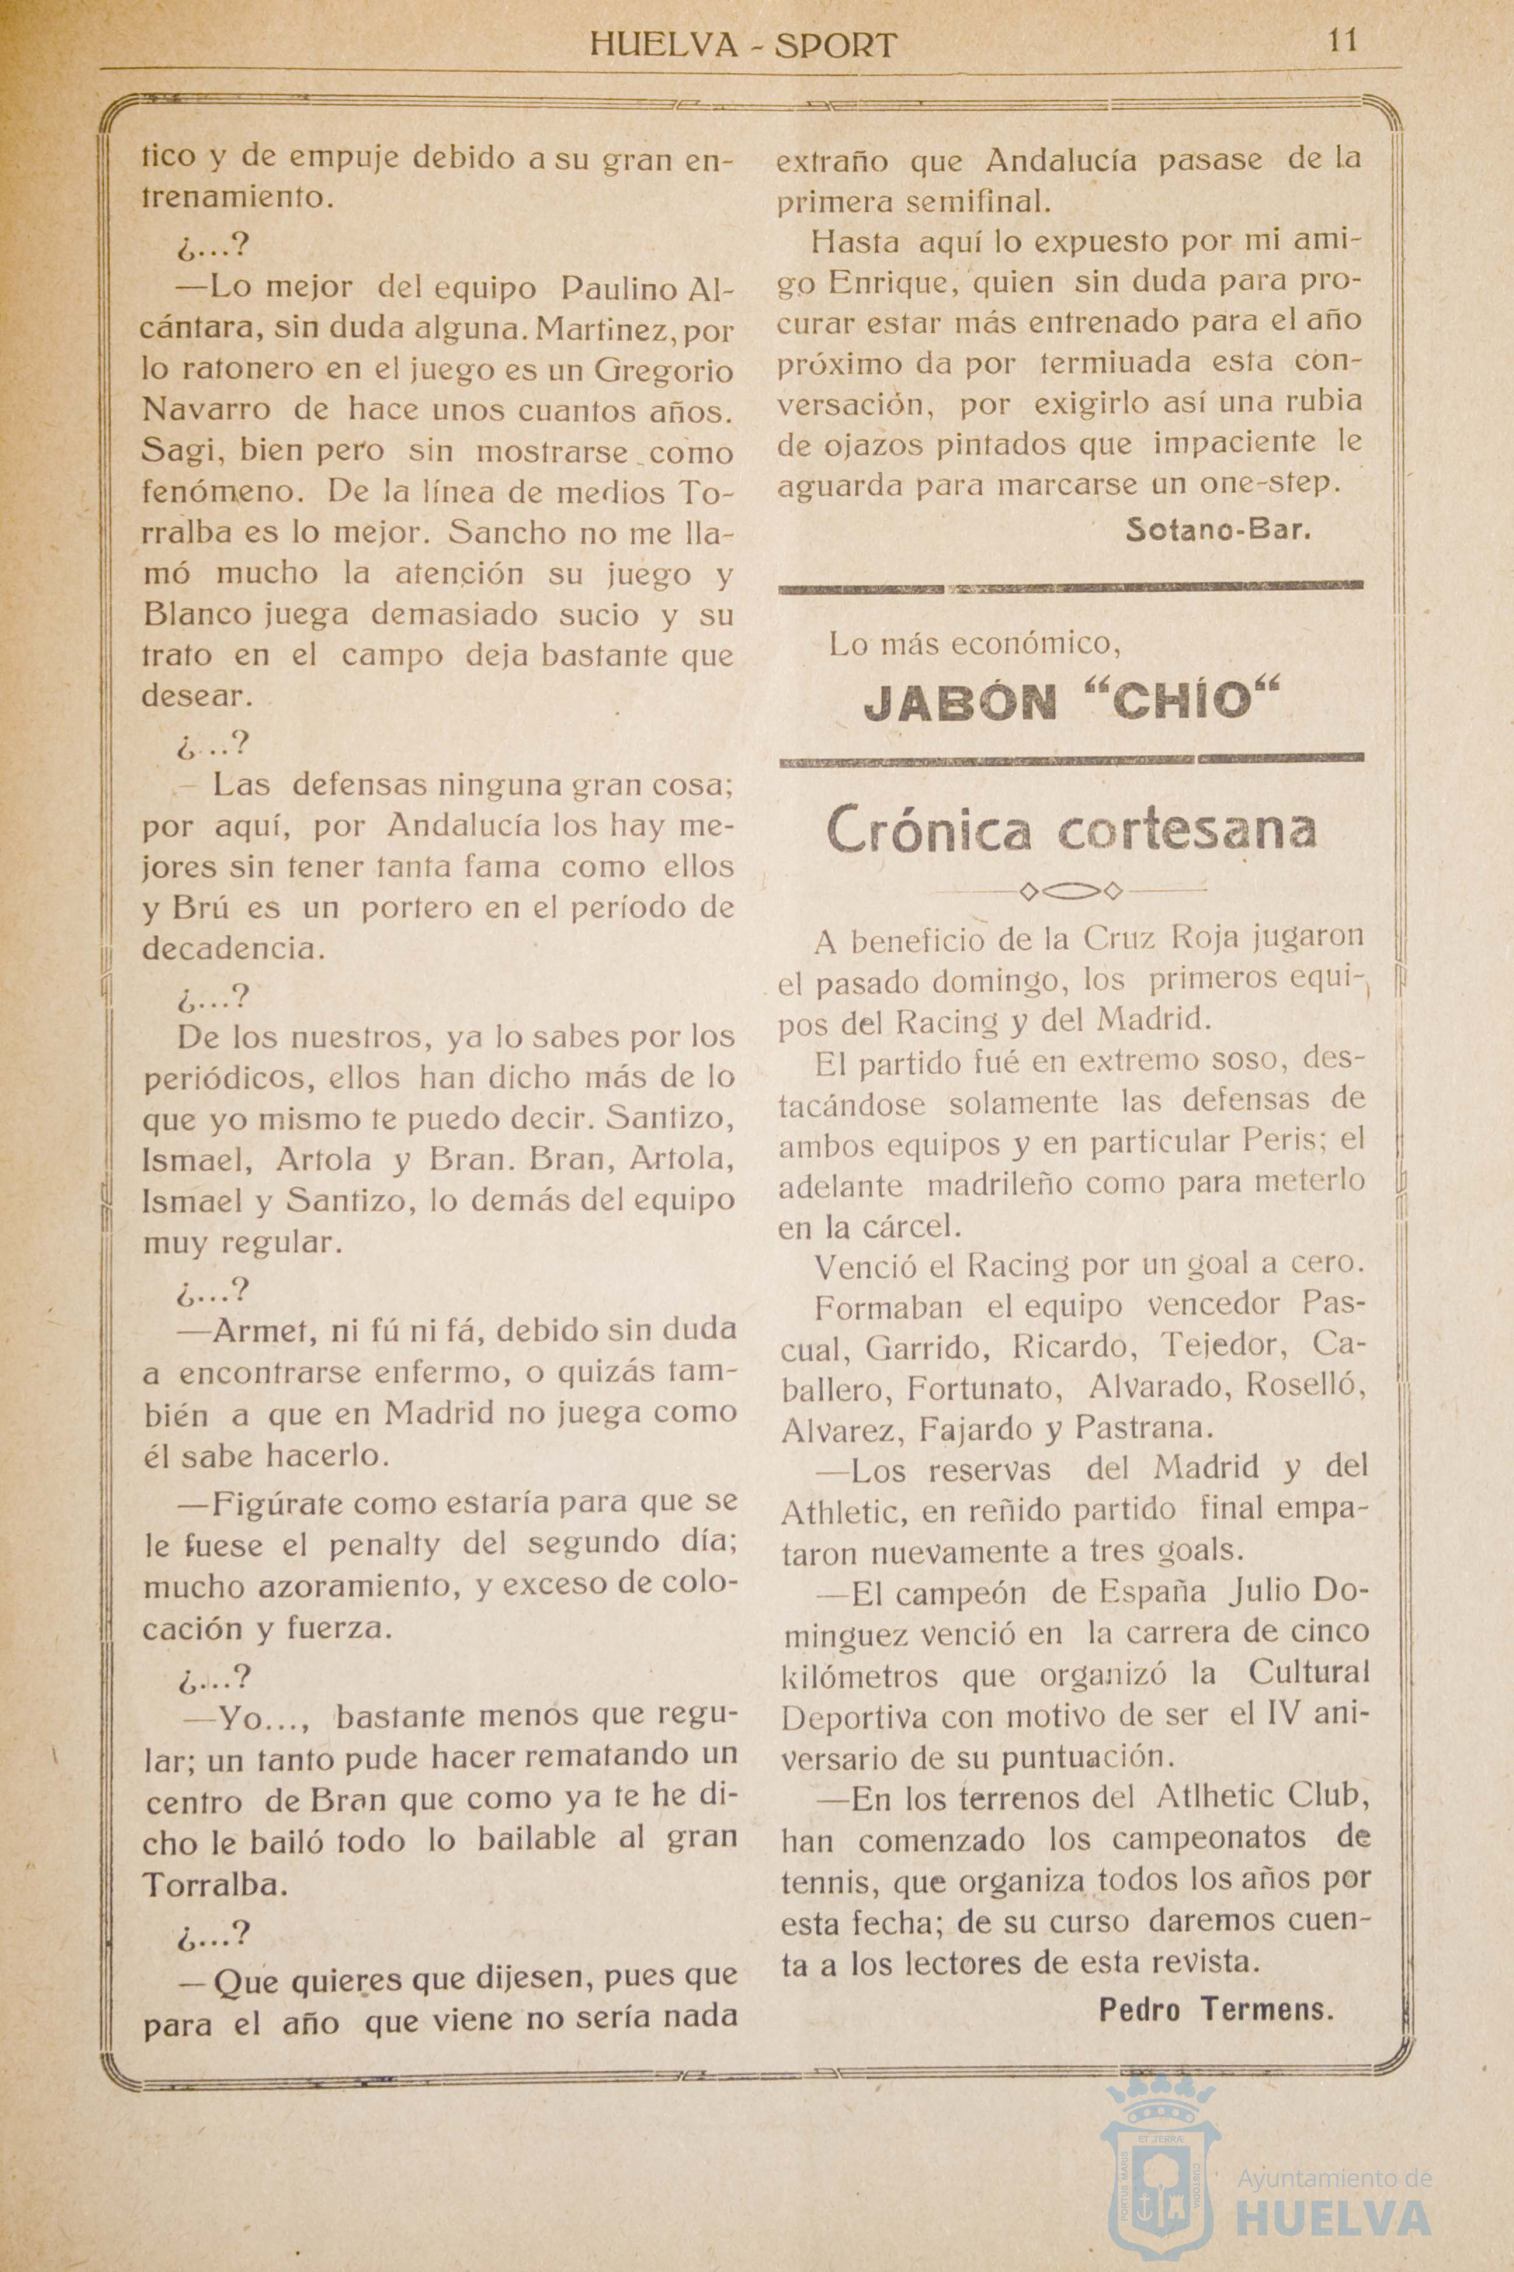 HUELVA - SPORT
11
tico y de empuje debido a su gran en-
trenamiento.
¿...?
—Lo mejor del equipo Paulino Al-
cántara, sin duda alguna. Martinez, por
lo ratonero en el juego es un Gregorio
Navarro de hace unos cuantos años.
Sagi, bien pero sin mostrarse como
fenómeno. De la línea de medios To-
rralba es lo mejor. Sancho no me lla-
mó mucho la atención su juego y
Blanco juega demasiado sucio y su
trato en el campo deja bastante que
desear.
¿...?
— Las defensas ninguna gran cosa;
por aquí, por Andalucía los hay me-
jores sin tener tanta fama como ellos
y Brú es un portero en el período de
decadencia.
¿...?
De los nuestros, ya lo sabes por los
periódicos, ellos han dicho más de lo
que yo mismo te puedo decir. Santizo,
Ismael, Artola y Bran. Bran, Artola,
Ismael y Santizo, lo demás del equipo
muy regular.
¿...?
—Armet, ni fú ni fá, debido sin duda
a encontrarse enfermo, o quizás tam-
bién a que en Madrid no juega como
él sabe hacerlo.
—Figúrate como estaría para que se
le fuese el penalty del segundo día;
mucho azoramiento, y exceso de colo-
cación y fuerza.
¿...?
—Yo..., bastante menos que regu-
lar; un tanto pude hacer rematando un
centro de Bran que como ya te he di-
cho le bailó todo lo bailable al gran
Torralba.
¿...?
—Que quieres que dijesen, pues que
para el año que viene no sería nada
extraño que Andalucía pasase de la
primera semifinal.
Hasta aquí lo expuesto por mi ami-
go Enrique, quien sin duda para pro-
curar estar más entrenado para el año
próximo da por termiuada esta con-
versación, por exigirlo así una rubia
de ojazos pintados que impaciente le
aguarda para marcarse un one-step.
Sotano-Bar.
Lo más económico,
JABÓN “CHÍO“
Crónica cortesana
A beneficio de la Cruz Roja jugaron
el pasado domingo, los primeros equi-
pos del Racing y del Madrid.
El partido fué en extremo soso, des-
tacándose solamente las defensas de
ambos equipos y en particular Peris; el
adelante madrileño como para meterlo
en la cárcel.
Venció el Racing por un goal a cero.
Formaban el equipo vencedor Pas-
cual, Garrido, Ricardo, Tejedor, Ca-
ballero, Fortunato, Alvarado, Roselló,
Alvarez, Fajardo y Pastrana.
—Los reservas del Madrid y del
Athletic, en reñido partido final empa-
taron nuevamente a tres goals.
—El campeón de España Julio Do-
minguez venció en la carrera de cinco
kilómetros que organizó la Cultural
Deportiva con motivo de ser el IV ani-
versario de su puntuación.
—En los terrenos del Atlhetic Club,
han comenzado los campeonatos de
tennis, que organiza todos los años por
esta fecha; de su curso daremos cuen-
ta a los lectores de esta revista.
Pedro Termens.
ET TERRÆ
PORTUS MARIS
CUSTODIA
Ayuntamiento de
HUELVA